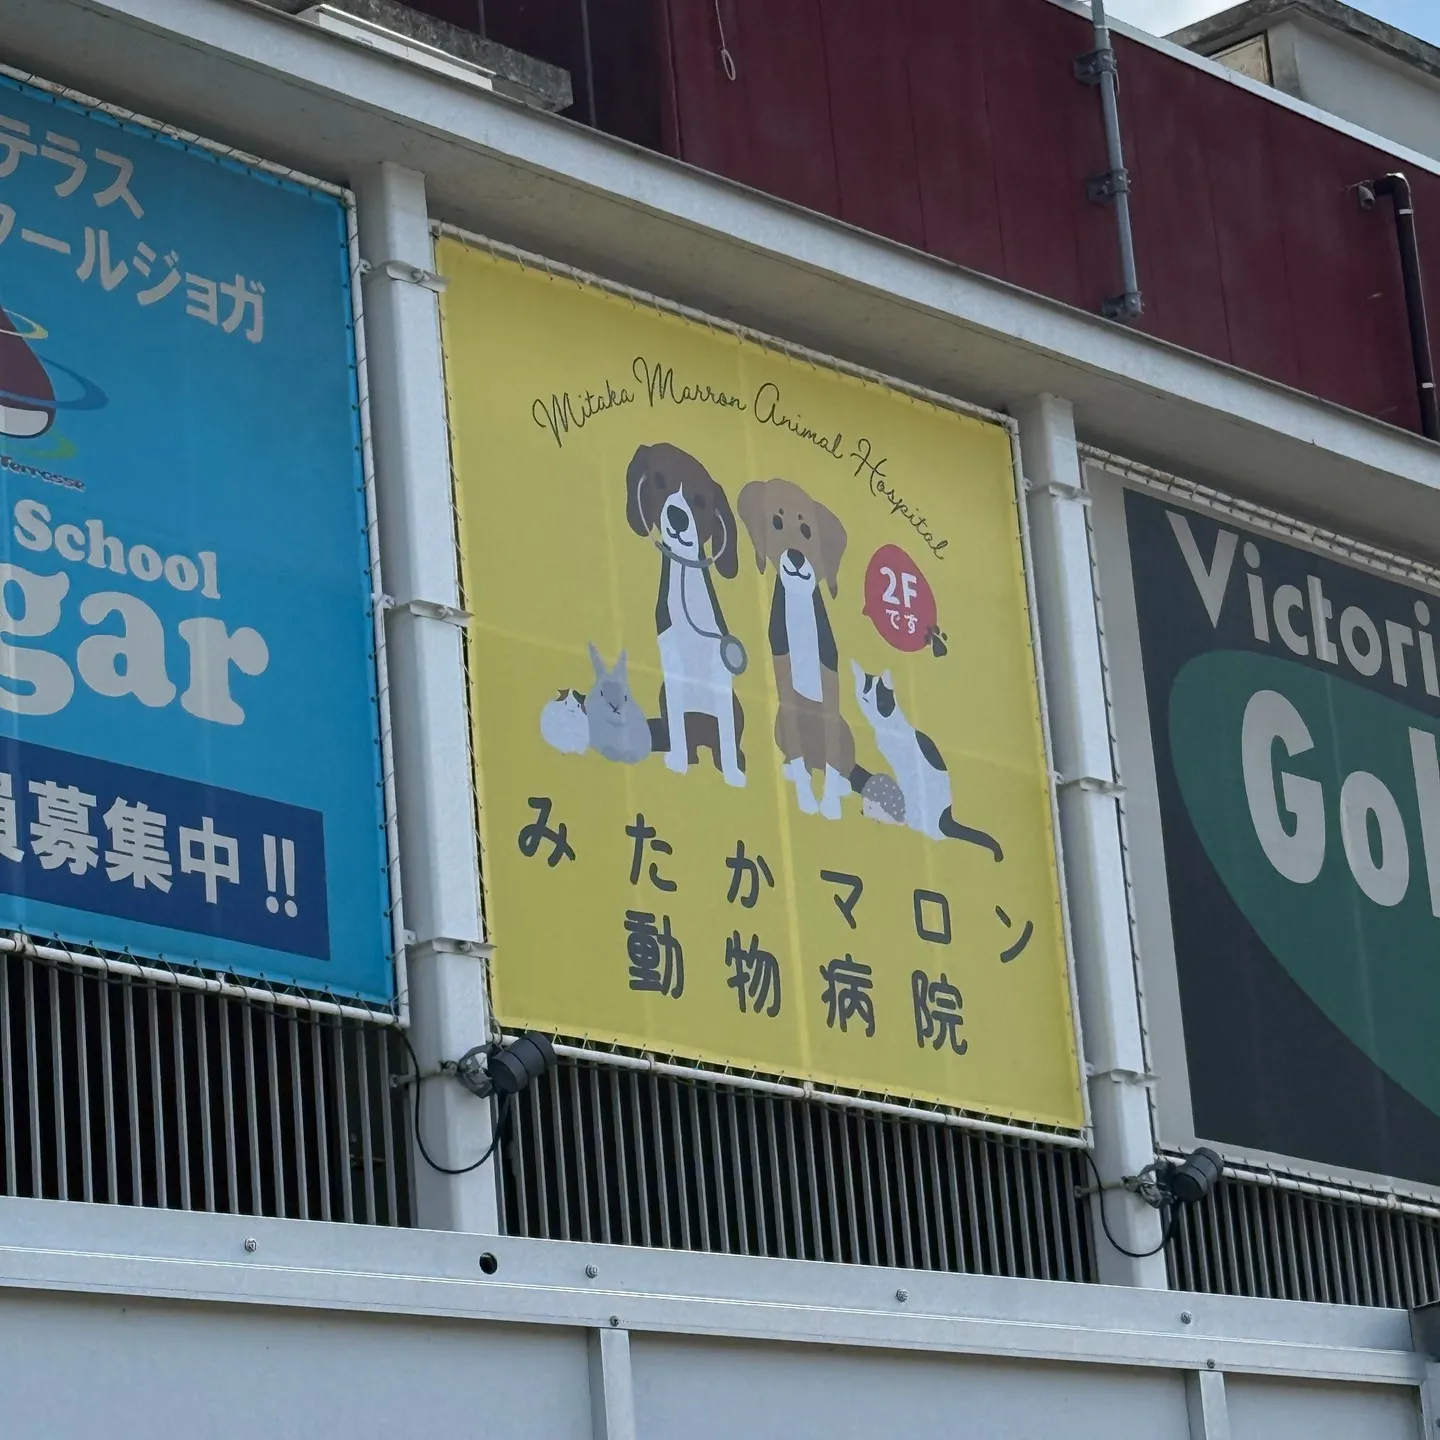 テラス
クールジョガ
Terrasse
School
gar
員募集中!!
Mitaka Marron Animal Hospital
2F
です
みたかマロン
動物病院
Victori
Gol